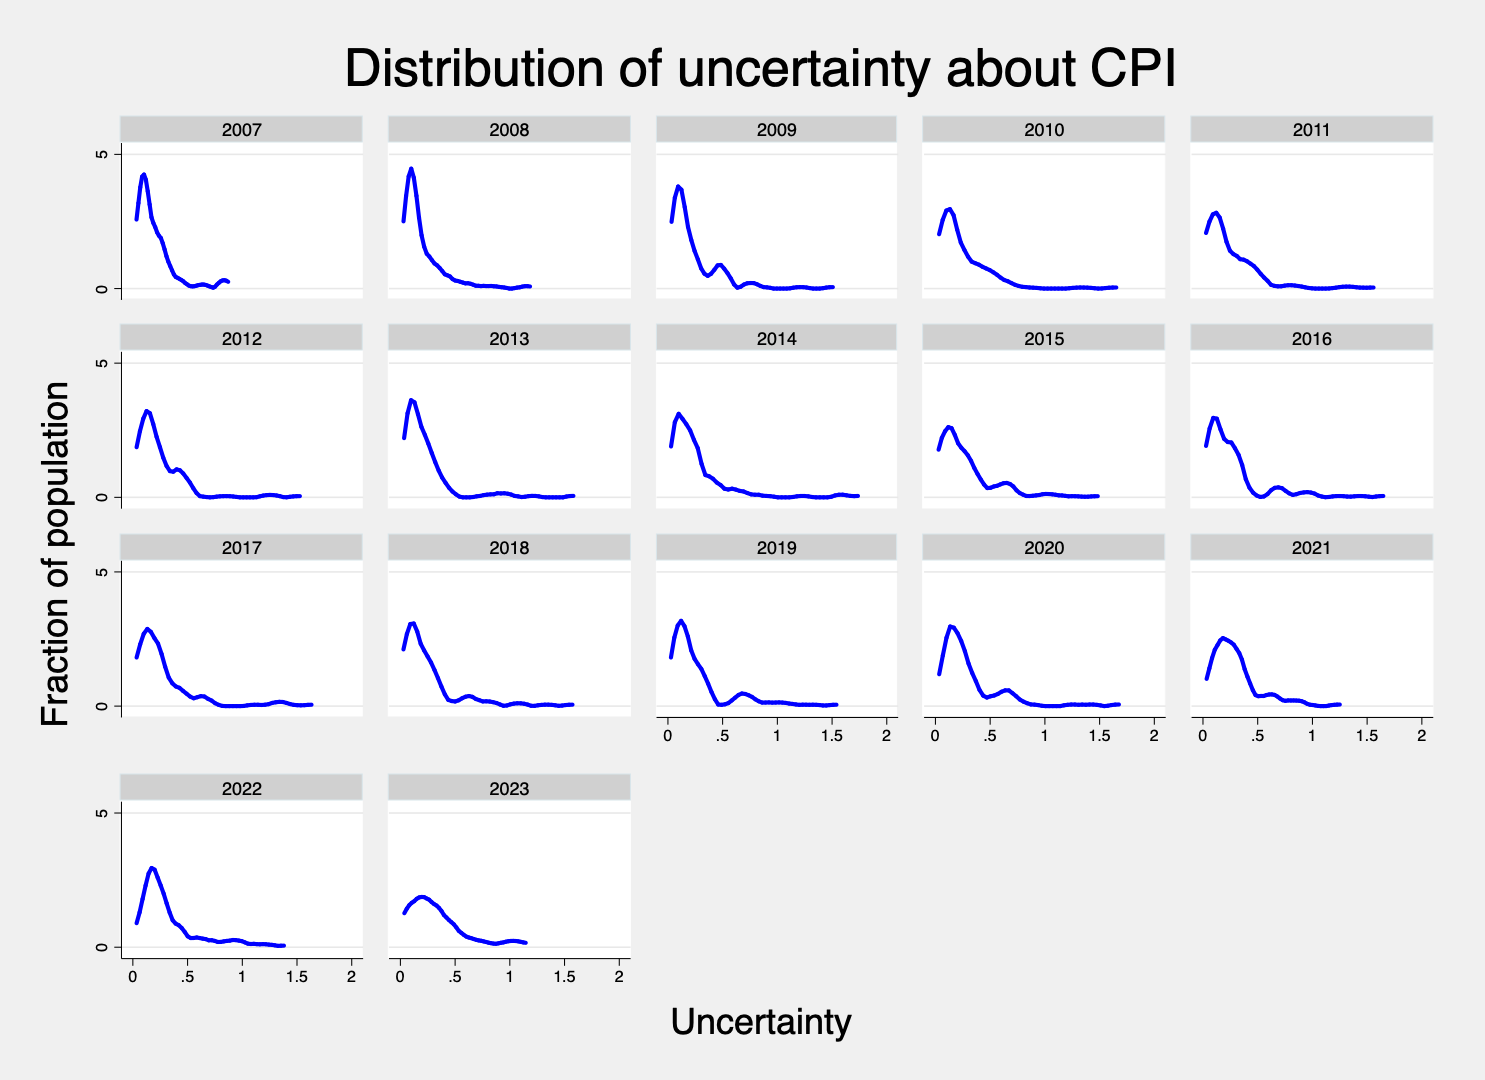 Distribution of uncertainty about CPI
2007 2008 2009 2010 2011
5
0
2012 2013 2014 2015 2016
5
0
Fraction of population
2017 2018 2019 2020 2021
5
0
0 .5 1 1.5 2 0 .5 1 1.5 2 0 .5 1 1.5 2
2022 2023
5
0
0 .5 1 1.5 2 0 .5 1 1.5 2
Uncertainty